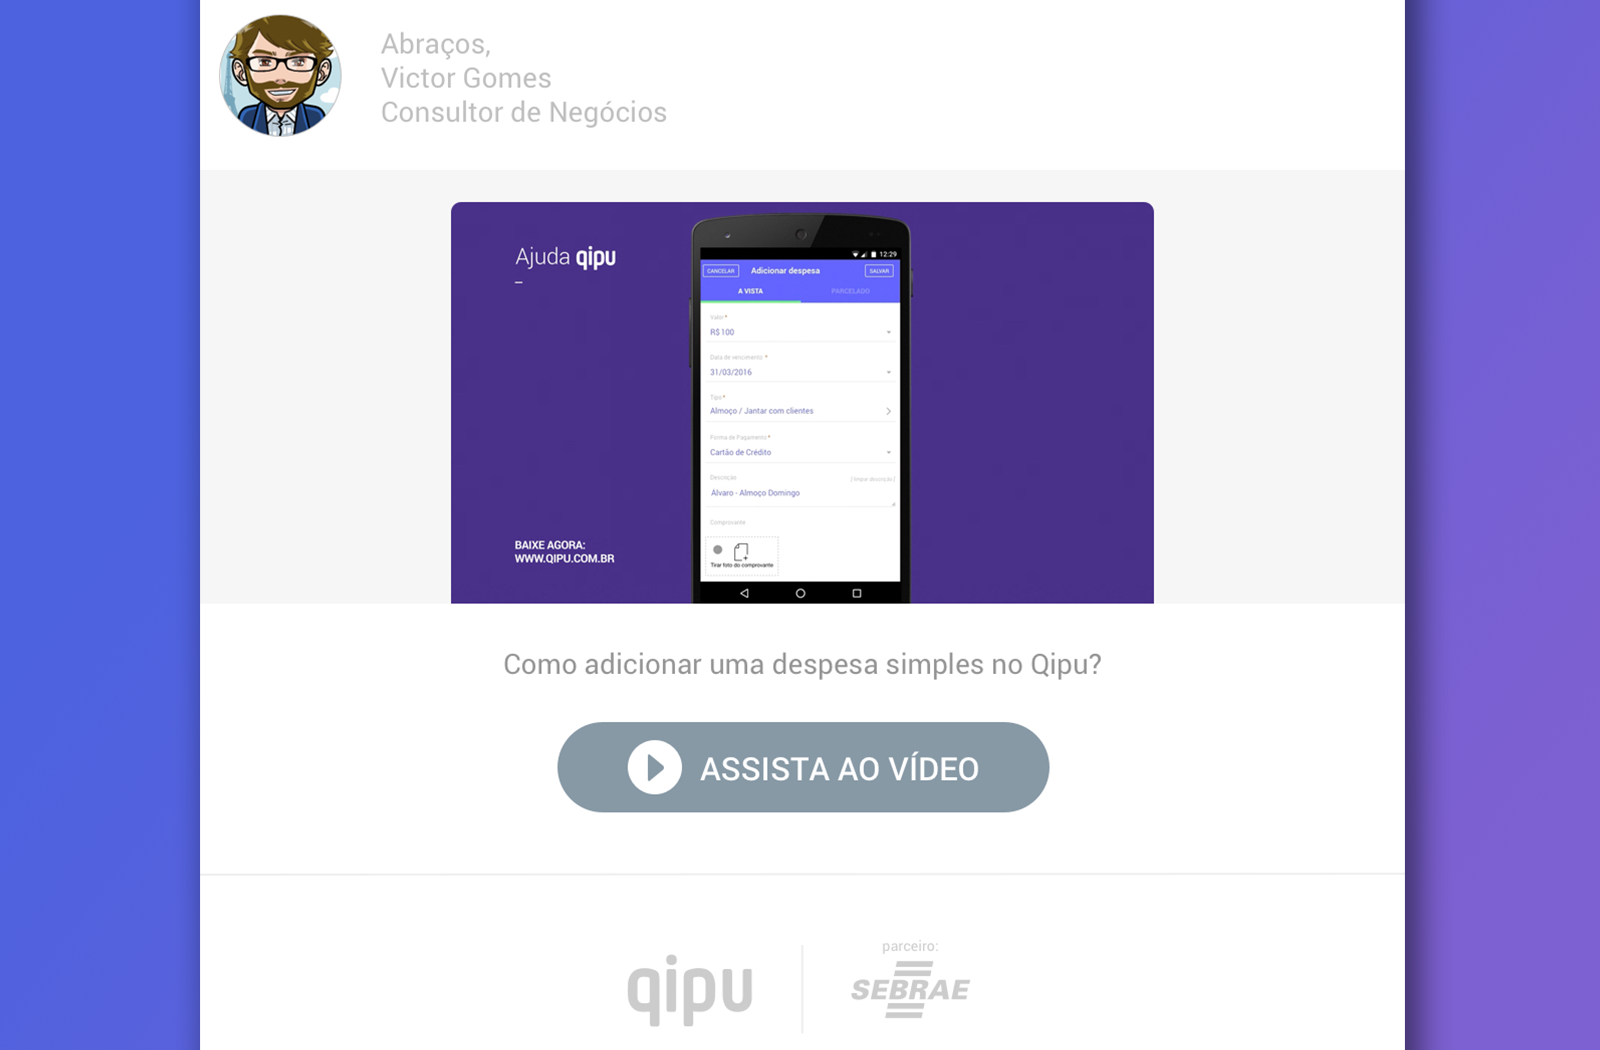 Abraços,
Victor Gomes
Consultor de Negócios
Ajuda qipu
12:29
CANCELAR
Adicionar despesa
SALVAR
A VISTA
PARCELADO
Valor*
R$ 100
Data de vencimento *
31/03/2016
Tipo*
Almoço / Jantar com clientes
Forma de Pagamento*
Cartão de Crédito
Descrição
[ limpar descrição ]
Álvaro - Almoço Domingo
Comprovante
Tirar foto do comprovante
BAIXE AGORA:
WWW.QIPU.COM.BR
Como adicionar uma despesa simples no Qipu?
ASSISTA AO VÍDEO
qipu
parceiro:
SEBRAE